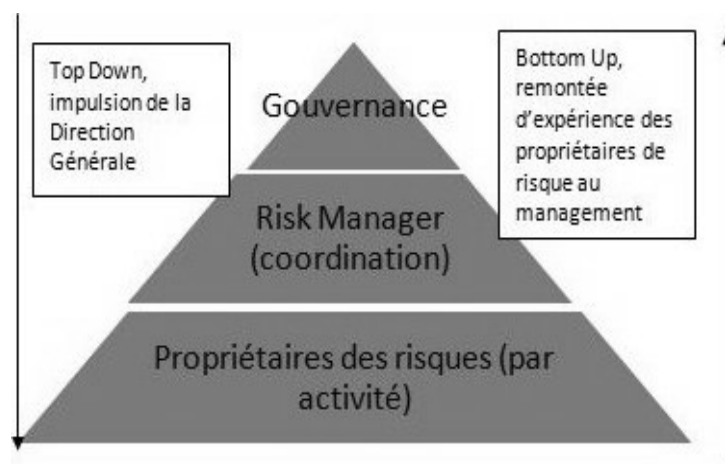 Top Down,
impulsion de la
Direction
Générale
Bottom Up,
remontée
d'expérience des
propriétaires de
risque au
management
Gouvernance
Risk Manager
(coordination)
Propriétaires des risques (par
activité)